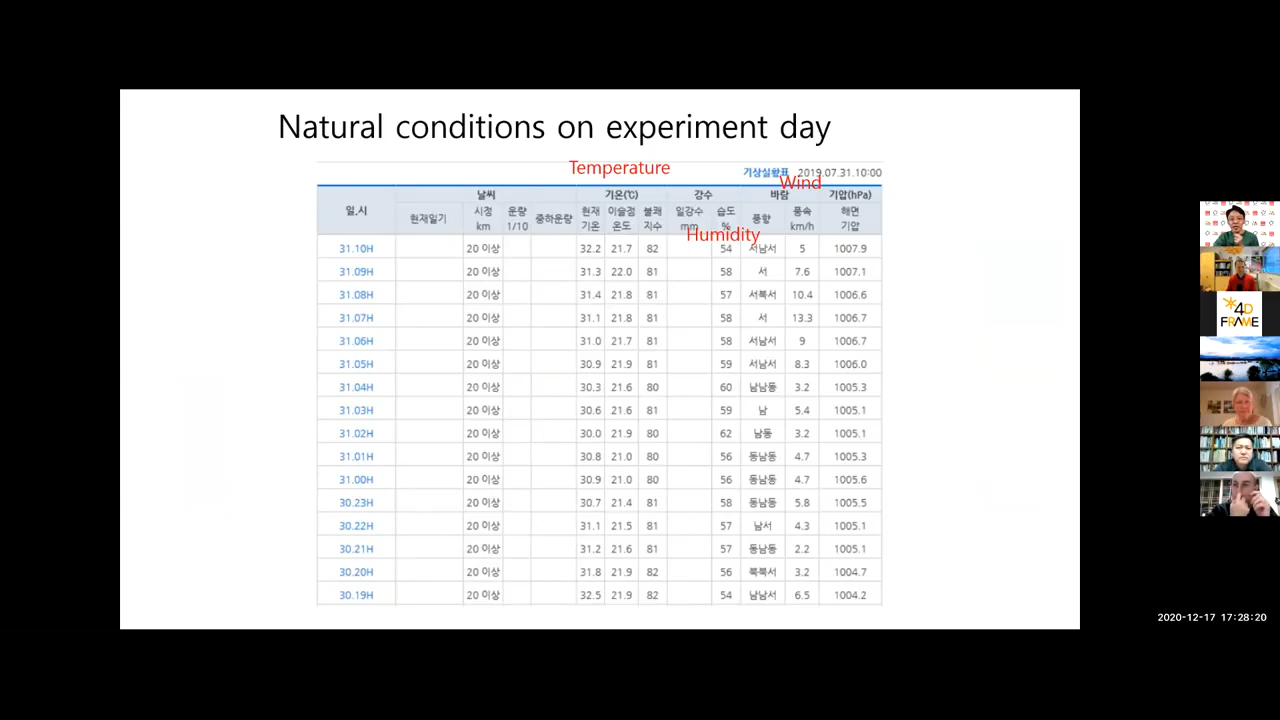 Natural conditions on experiment day
Temperature
기상실황표 2019.07.31.10:00
Wind
일.시 날씨 기온(℃) 강수 바람 기압(hPa)
현재일기 시정 km 운량 1/10 중하운량 현재 기온 이슬점 온도 불쾌 지수 일강수 mm 습도 % 풍향 풍속 km/h 해면 기압
Humidity
31.10H 20 이상 32.2 21.7 82 54 서남서 5 1007.9
31.09H 20 이상 31.3 22.0 81 58 서 7.6 1007.1
31.08H 20 이상 31.4 21.8 81 57 서북서 10.4 1006.6
31.07H 20 이상 31.1 21.8 81 58 서 13.3 1006.7
31.06H 20 이상 31.0 21.7 81 58 서남서 9 1006.7
31.05H 20 이상 30.9 21.9 81 59 서남서 8.3 1006.0
31.04H 20 이상 30.3 21.6 80 60 남남동 3.2 1005.3
31.03H 20 이상 30.6 21.6 81 59 남 5.4 1005.1
31.02H 20 이상 30.0 21.9 80 62 남동 3.2 1005.1
31.01H 20 이상 30.8 21.0 80 56 동남동 4.7 1005.3
31.00H 20 이상 30.9 21.0 80 56 동남동 4.7 1005.6
30.23H 20 이상 30.7 21.4 81 58 동남동 5.8 1005.5
30.22H 20 이상 31.1 21.5 81 57 남서 4.3 1005.1
30.21H 20 이상 31.2 21.6 81 57 동남동 2.2 1005.1
30.20H 20 이상 31.8 21.9 82 56 북북서 3.2 1004.7
30.19H 20 이상 32.5 21.9 82 54 남남서 6.5 1004.2
4D
FRAME
2020-12-17 17:28:20